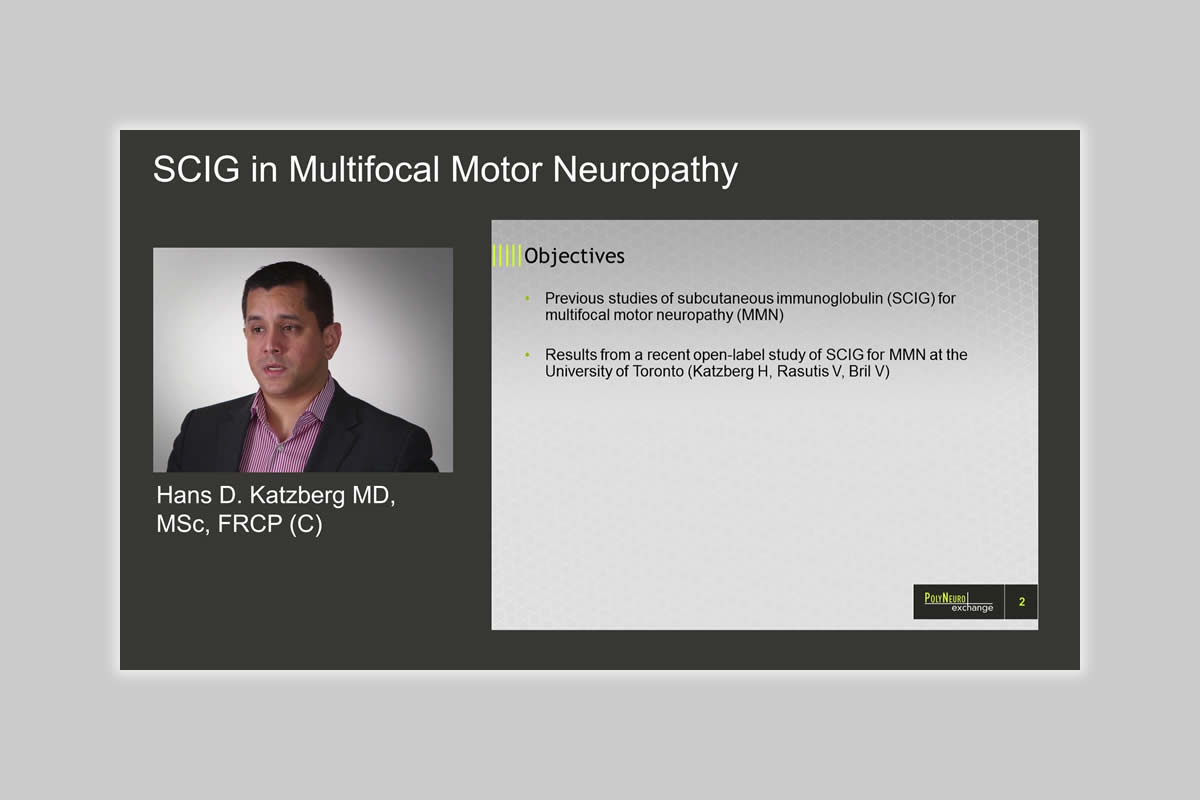 SCIG in Multifocal Motor Neuropathy
Objectives
• Previous studies of subcutaneous immunoglobulin (SCIG) for
multifocal motor neuropathy (MMN)
• Results from a recent open-label study of SCIG for MMN at the
University of Toronto (Katzberg H, Rasutis V, Bril V)
Hans D. Katzberg MD,
MSc, FRCP (C)
POLYNEURO
exchange
2